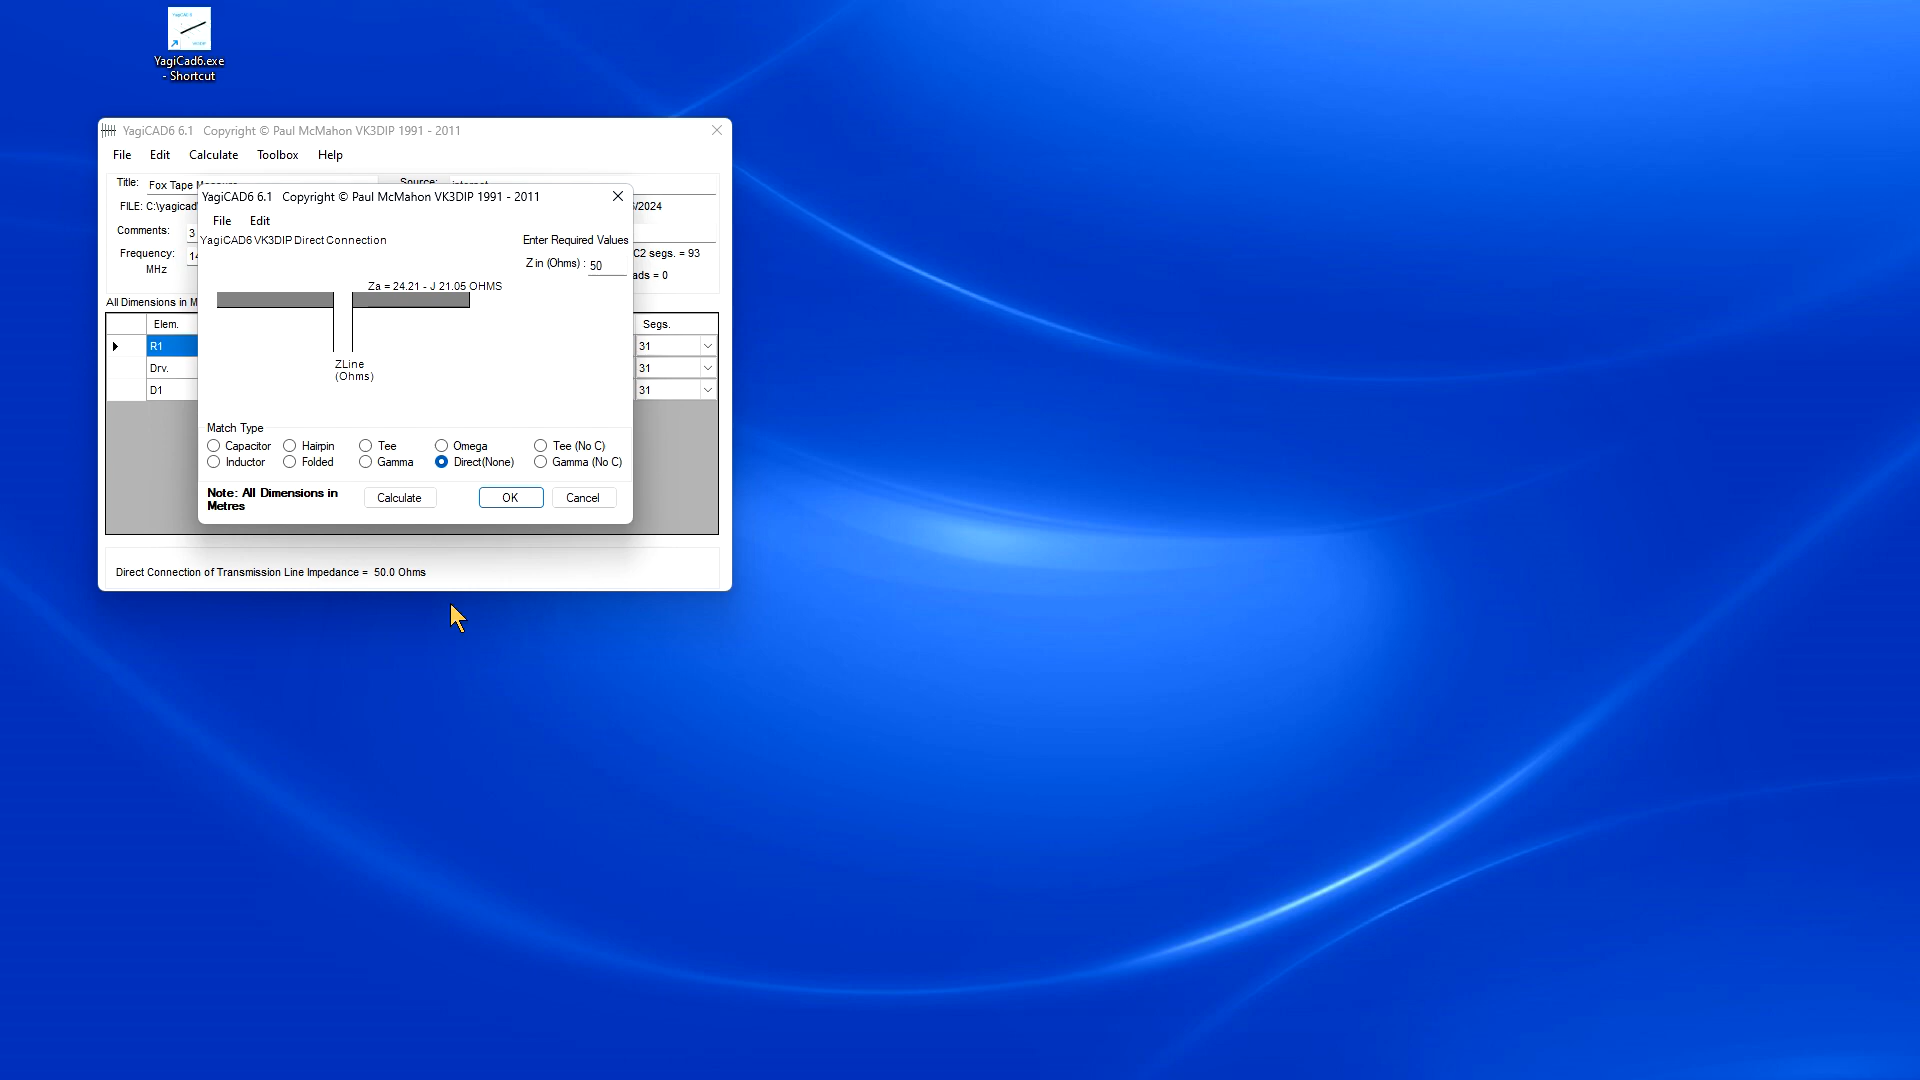 YagiCad6.exe
- Shortcut
YagiCAD6 6.1 Copyright © Paul McMahon VK3DIP 1991 - 2011
File Edit Calculate Toolbox Help
Title: Fox Tape Source:
FILE: C:\yagicad /2024
Comments: 3
Frequency:
MHz
C2 segs. = 93
ads = 0
All Dimensions in M
Elem. Segs.
R1 31
Drv. 31
D1 31
YagiCAD6 6.1 Copyright © Paul McMahon VK3DIP 1991 - 2011
File Edit
YagiCAD6 VK3DIP Direct Connection
Enter Required Values
Z in (Ohms) : 50
Za = 24.21 - J 21.05 OHMS
ZLine
(Ohms)
Match Type
Capacitor Hairpin Tee Omega Tee (No C)
Inductor Folded Gamma Direct(None) Gamma (No C)
Note: All Dimensions in
Metres
Calculate OK Cancel
Direct Connection of Transmission Line Impedance = 50.0 Ohms